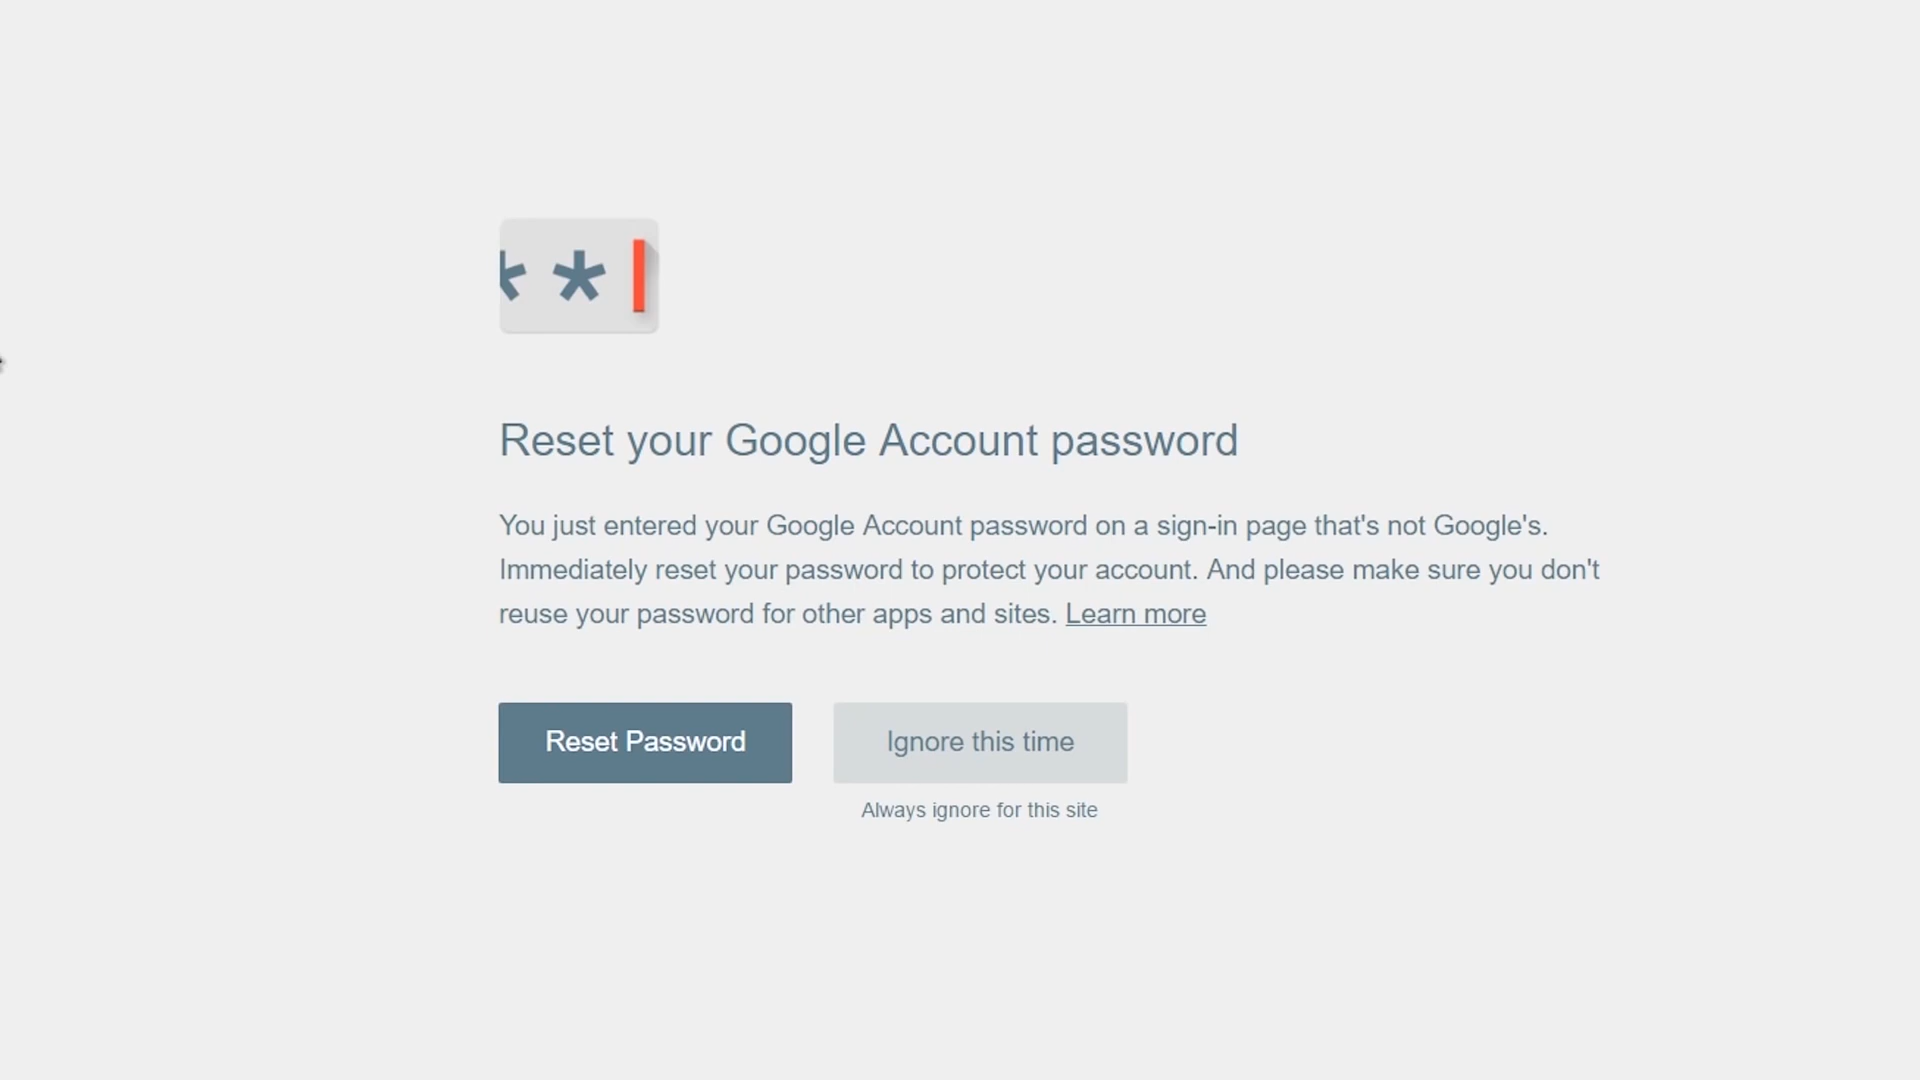 Reset your Google Account password
You just entered your Google Account password on a sign-in page that's not Google's.
Immediately reset your password to protect your account. And please make sure you don't
reuse your password for other apps and sites. Learn more
Reset Password
Ignore this time
Always ignore for this site